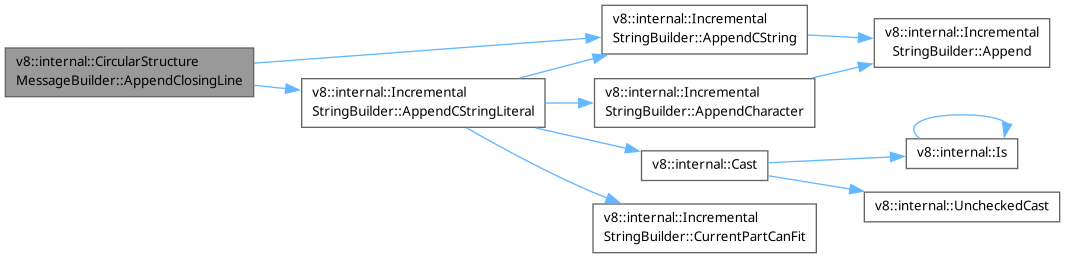 v8::internal::CircularStructure
MessageBuilder::AppendClosingLine
v8::internal::Incremental
StringBuilder::AppendCStringLiteral
v8::internal::Incremental
StringBuilder::AppendCString
v8::internal::Incremental
StringBuilder::AppendCharacter
v8::internal::Cast
v8::internal::Incremental
StringBuilder::CurrentPartCanFit
v8::internal::Incremental
StringBuilder::Append
v8::internal::Is
v8::internal::UncheckedCast